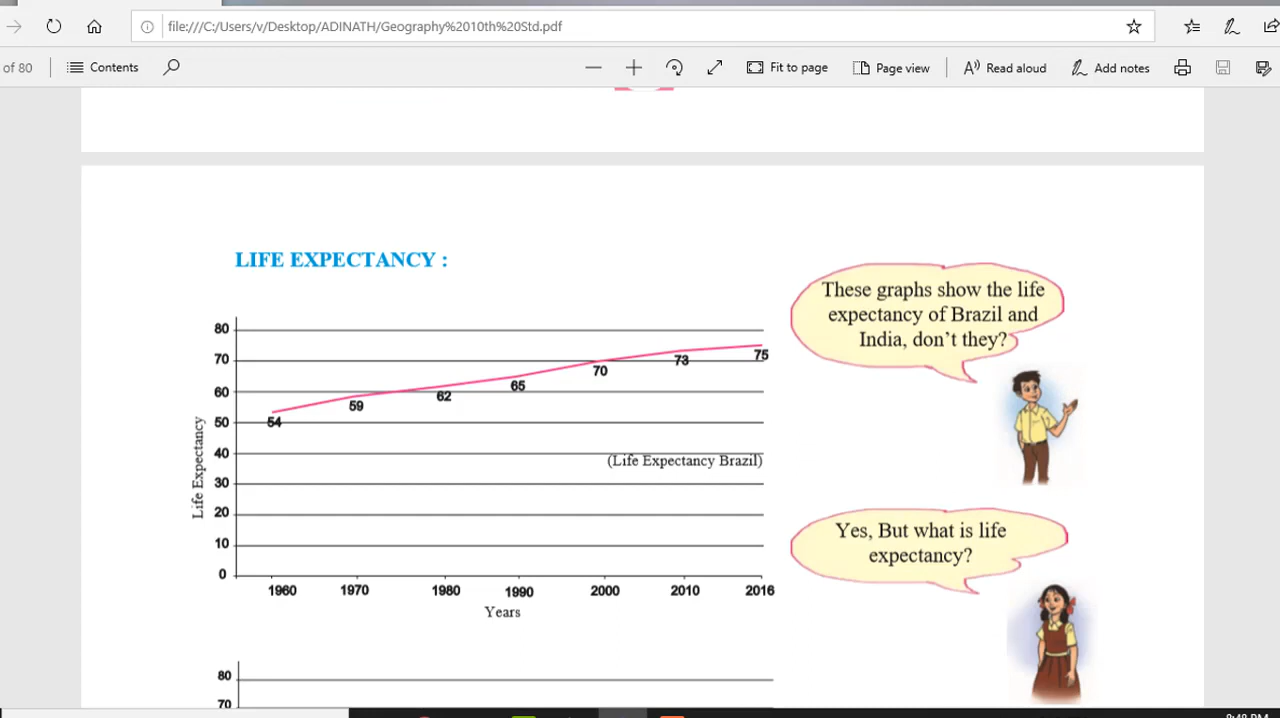 file:///C:/Users/v/Desktop/ADINATH/Geography%2010th%20Std.pdf
of 80
Contents
Fit to page
Page view
Read aloud
Add notes
LIFE EXPECTANCY :
These graphs show the life
expectancy of Brazil and
India, don't they?
80
70
60
50
40
30
20
10
0
Life Expectancy
54
59
62
65
70
73
75
(Life Expectancy Brazil)
1960
1970
1980
1990
2000
2010
2016
Years
Yes, But what is life
expectancy?
80
70